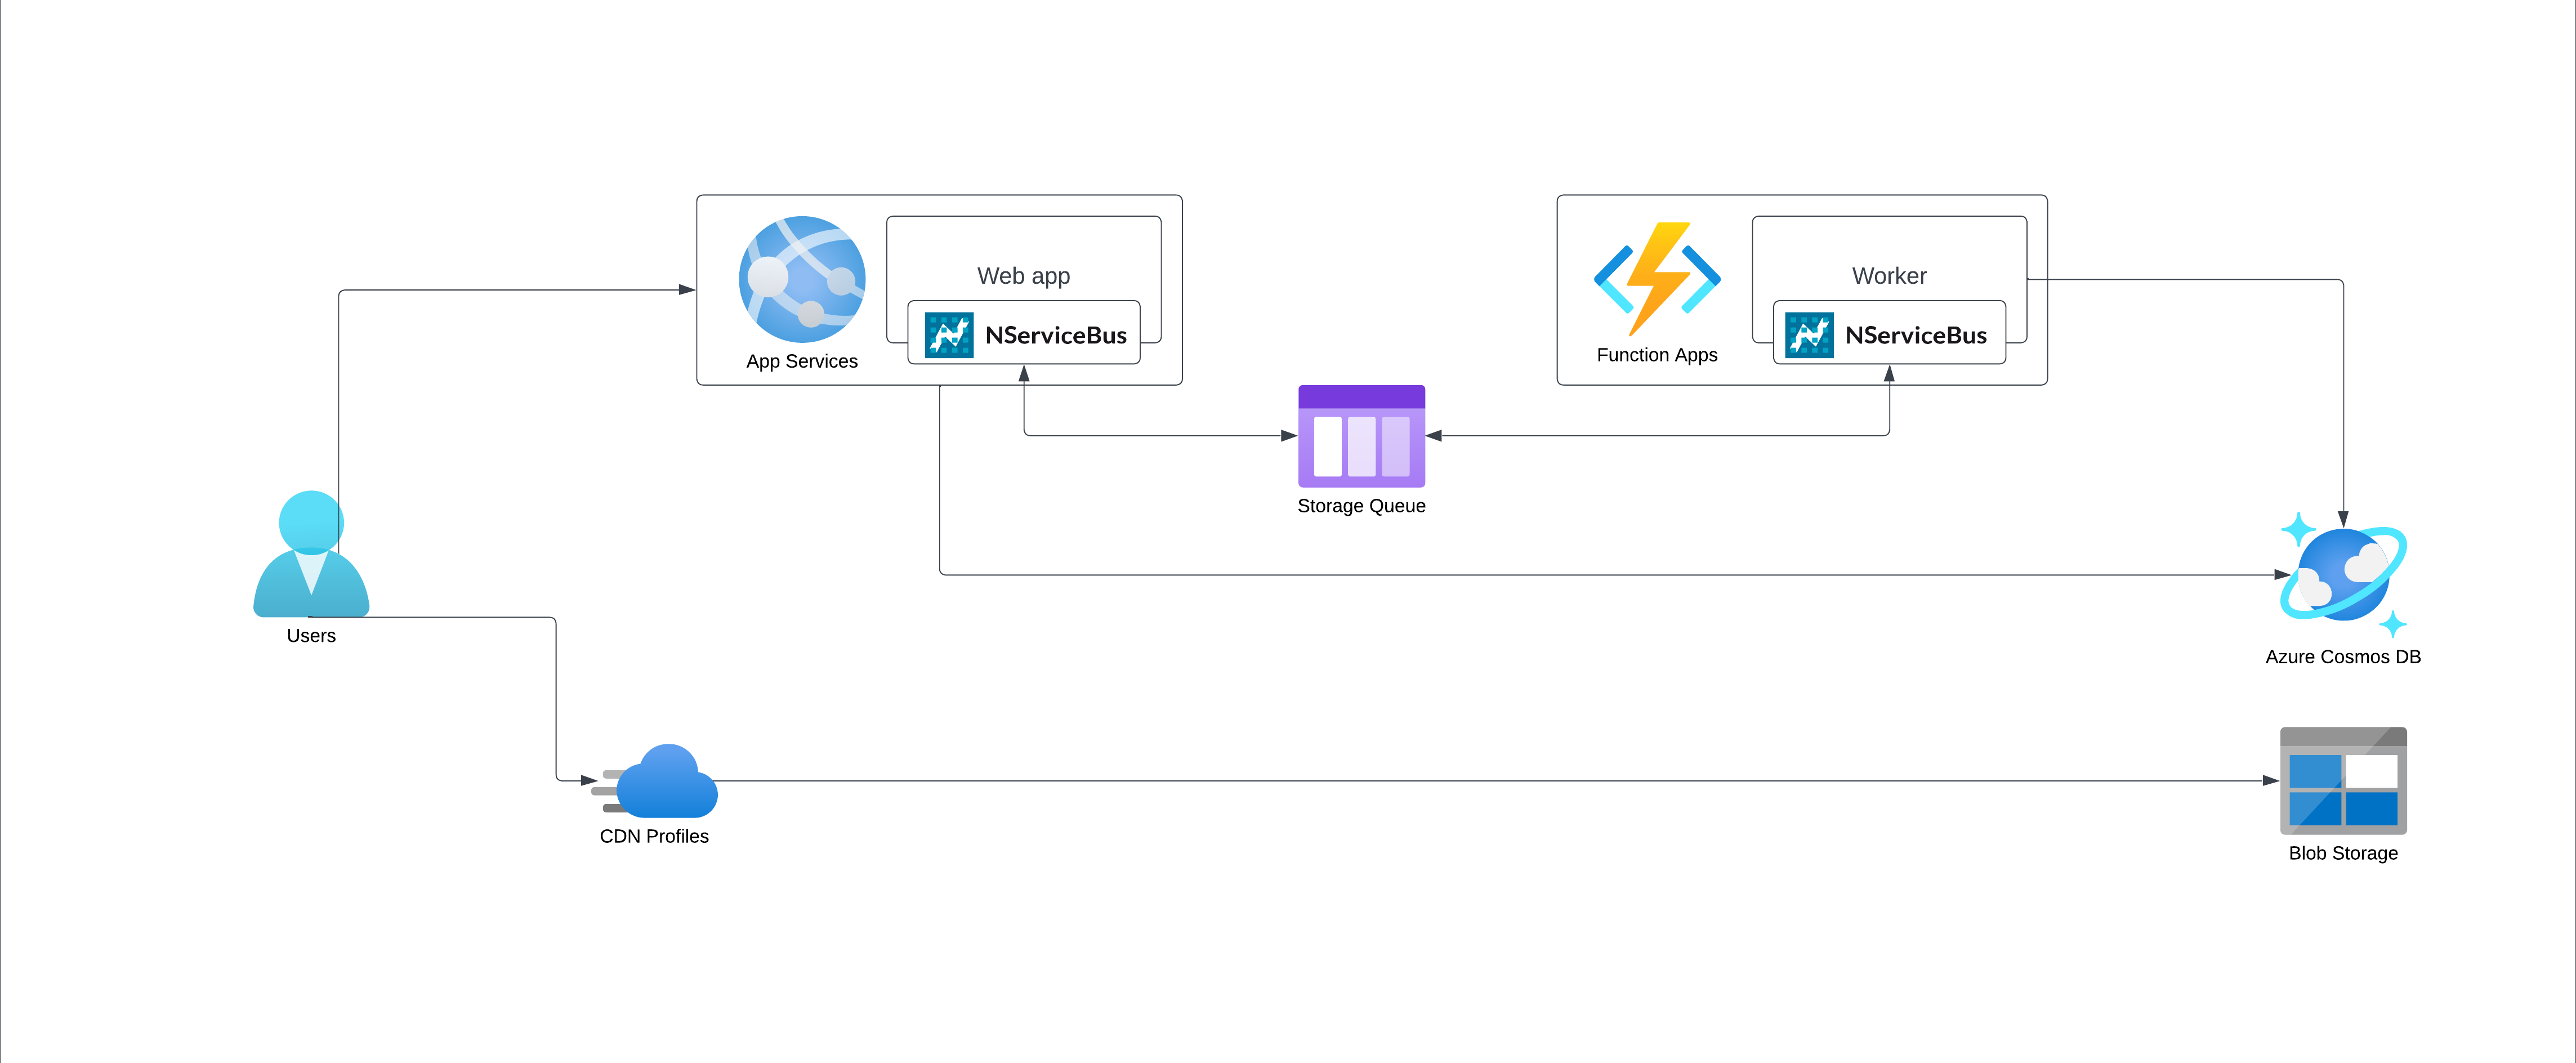 Web app
NServiceBus
App Services
Worker
NServiceBus
Function Apps
Storage Queue
Users
Azure Cosmos DB
CDN Profiles
Blob Storage